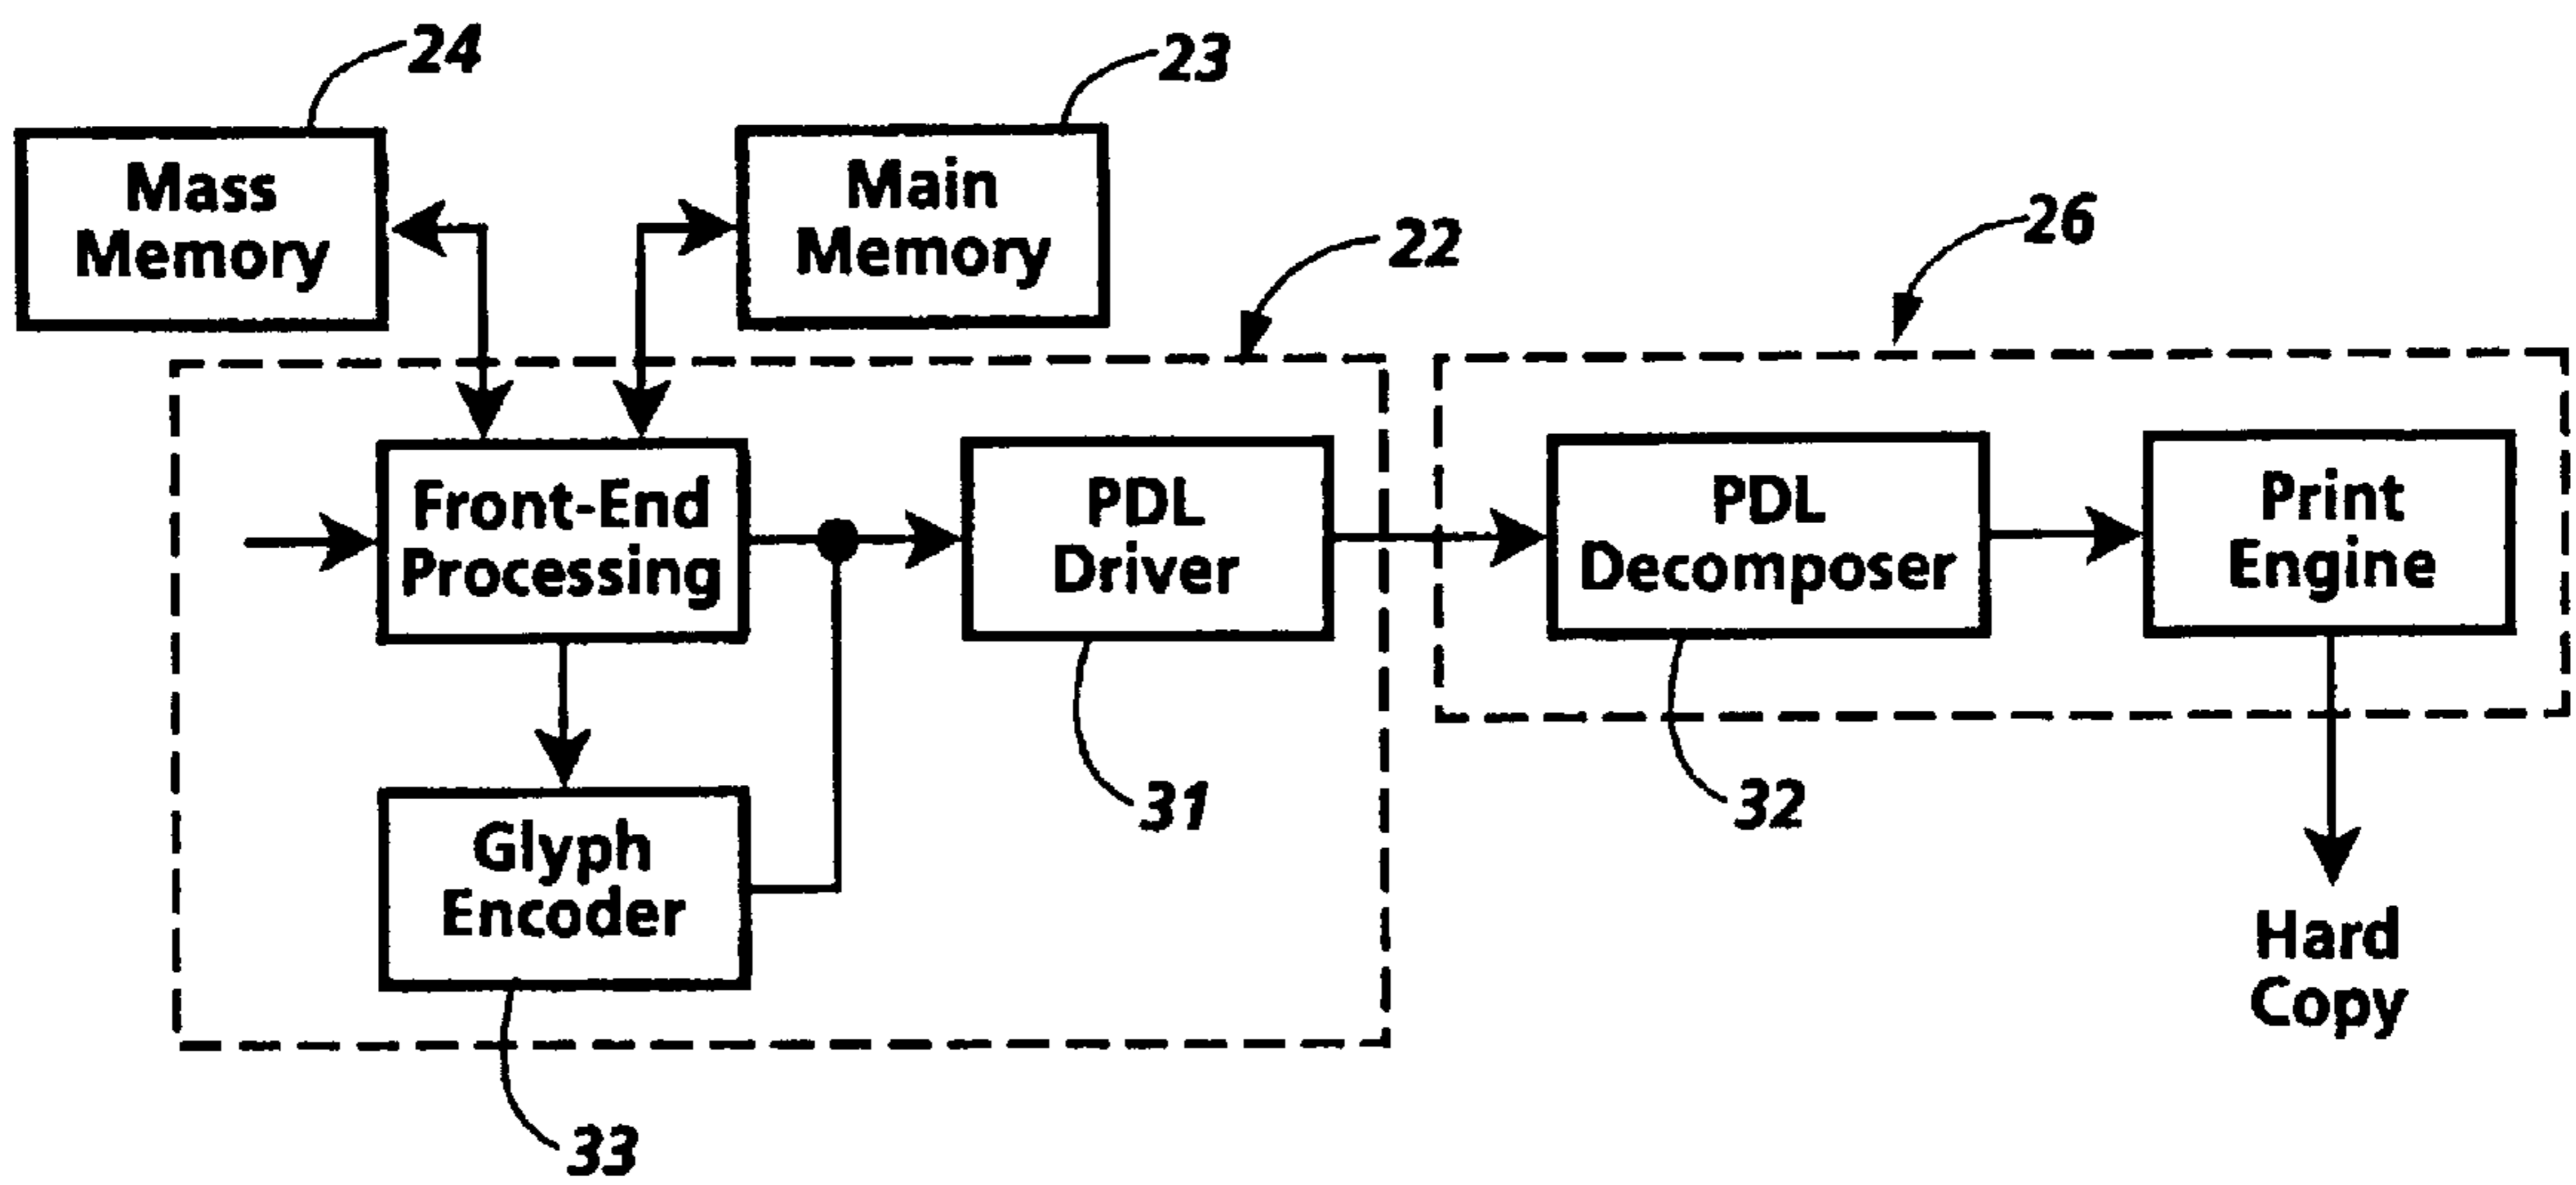 24
23
Mass
Memory
Main
Memory
22
26
Front-End
Processing
PDL
Driver
PDL
Decomposer
Print
Engine
31
32
Glyph
Encoder
Hard
Copy
33